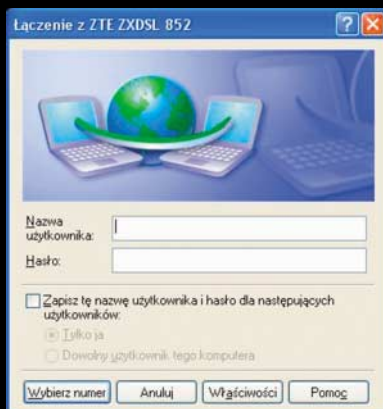 Łączenie z ZTE ZXDSL 852
Nazwa
użytkownika:
Hasło:
Zapisz tę nazwę użytkownika i hasło dla następujących
użytkowników:
Tylko ja
Dowolny użytkownik tego komputera
Wybierz numer Anuluj Właściwości Pomoc